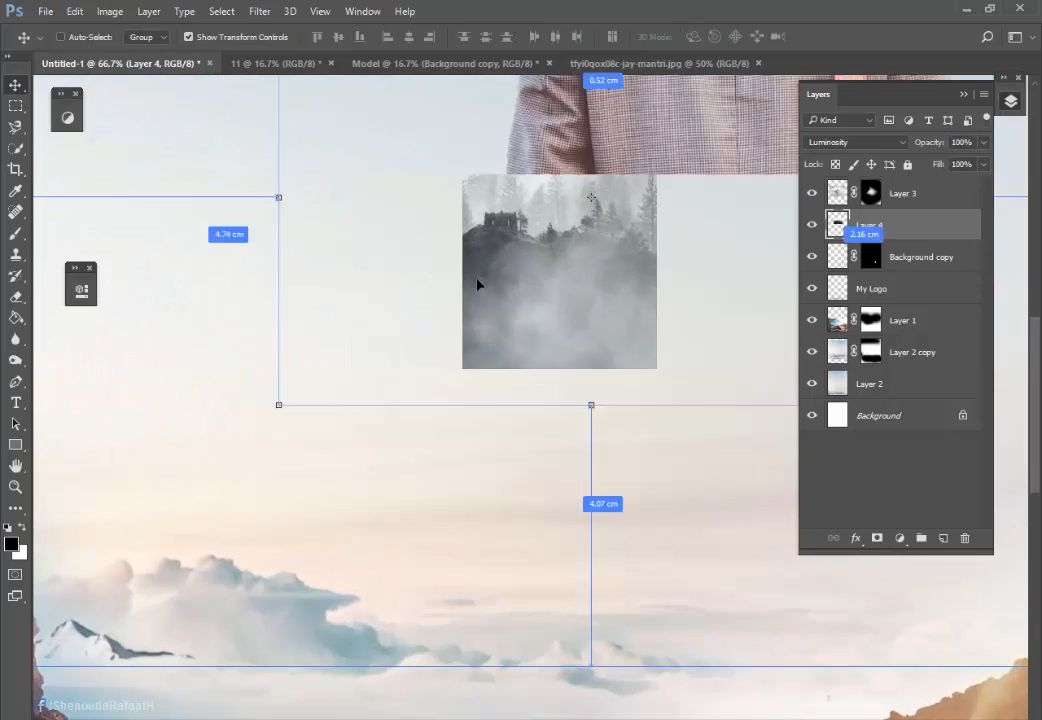 Ps File Edit Image Layer Type Select Filter 3D View Window Help
Auto-Select: Group Show Transform Controls 3D Mode:
Untitled-1 @ 66.7% (Layer 4, RGB/8) * × 11 @ 16.7% (RGB/8) * × Model @ 16.7% (Background copy, RGB/8) * × tfyi0qox08c-jay-mantri.jpg @ 50% (RGB/8) ×
0.52 cm
Layers
Kind
Luminosity Opacity: 100%
Lock: Fill: 100%
Layer 3
Layer 4
4.74 cm
2.16 cm
Background copy
My Logo
Layer 1
Layer 2 copy
Layer 2
Background
4.07 cm
fx
f /ShenoudaRafaatH